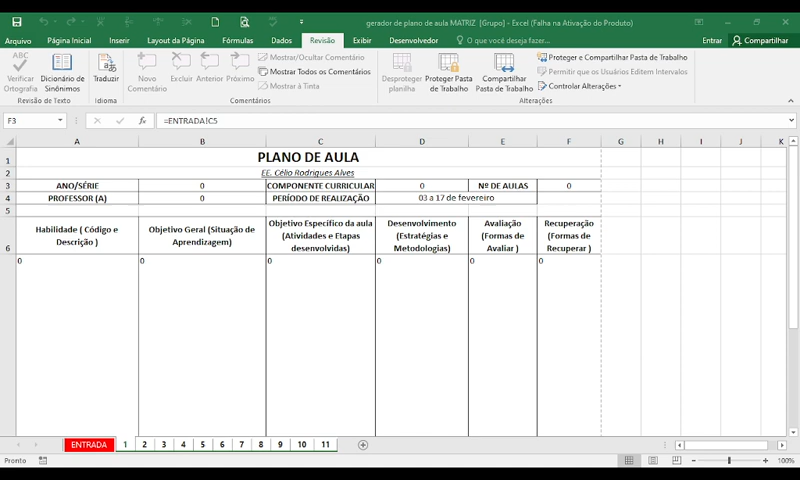 gerador de plano de aula MATRIZ [Grupo] - Excel (Falha na Ativação do Produto)
Arquivo Página Inicial Inserir Layout da Página Fórmulas Dados Revisão Exibir Desenvolvedor O que você deseja fazer... Entrar Compartilhar
ABC
Verificar Ortografia
Dicionário de Sinônimos
Traduzir
Novo Comentário
Excluir
Anterior
Próximo
Mostrar/Ocultar Comentário
Mostrar Todos os Comentários
Mostrar à Tinta
Desproteger planilha
Proteger Pasta de Trabalho
Compartilhar Pasta de Trabalho
Proteger e Compartilhar Pasta de Trabalho
Permitir que os Usuários Editem Intervalos
Controlar Alterações
Revisão de Texto Idioma Comentários Alterações
F3 fx =ENTRADA!C5
A B C D E F G H I J K
1 PLANO DE AULA
2 EE. Célio Rodrigues Alves
3 ANO/SÉRIE 0 COMPONENTE CURRICULAR 0 Nº DE AULAS 0
4 PROFESSOR (A) 0 PERÍODO DE REALIZAÇÃO 03 a 17 de fevereiro
5
6
Habilidade ( Código e
Descrição )
Objetivo Geral (Situação de
Aprendizagem)
Objetivo Especifico da aula
(Atividades e Etapas
desenvolvidas)
Desenvolvimento
(Estratégias e
Metodologias)
Avaliação
(Formas de
Avaliar )
Recuperação
(Formas de
Recuperar )
0 0 0 0 0 0
ENTRADA 1 2 3 4 5 6 7 8 9 10 11
Pronto 100%